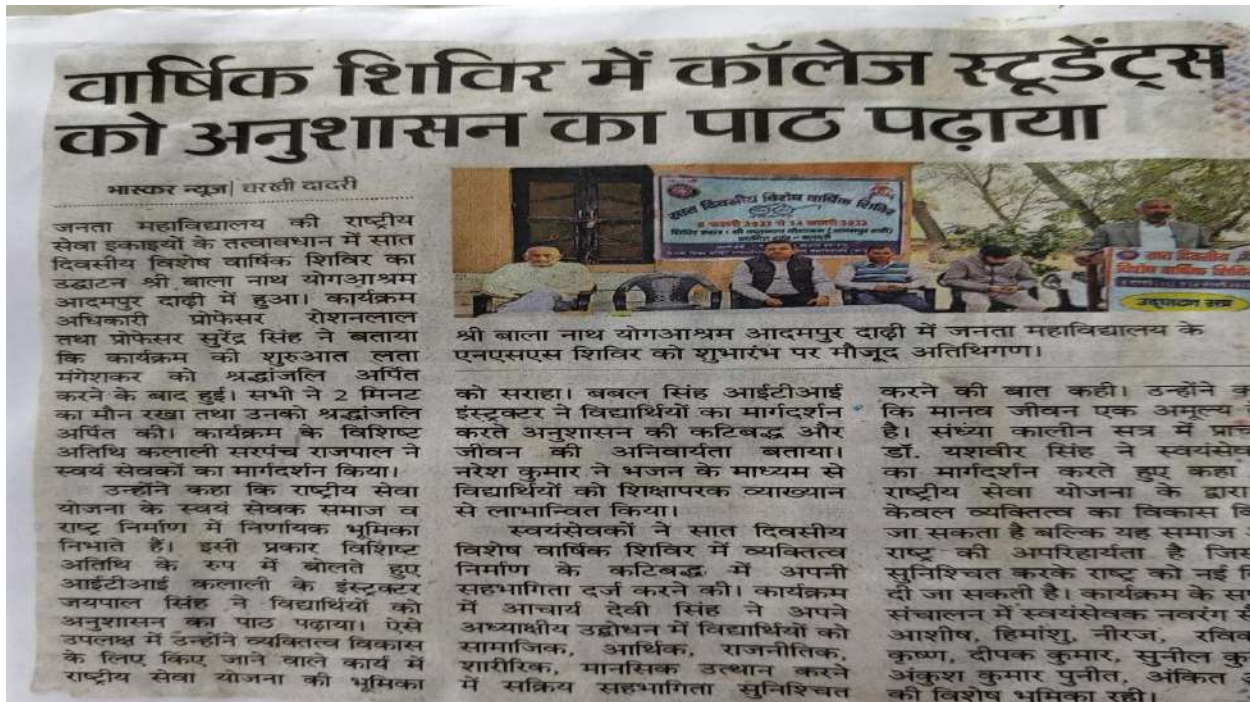 वार्षिक शिविर में कॉलेज स्टूडेंट्स
को अनुशासन का पाठ पढ़ाया
भास्कर न्यूज| चरखी दादरी
जनता महाविद्यालय की राष्ट्रीय
सेवा इकाइयों के तत्वावधान में सात
दिवसीय विशेष वार्षिक शिविर का
उद्घाटन श्री बाला नाथ योगआश्रम
आदमपुर दाढ़ी में हुआ। कार्यक्रम
अधिकारी प्रोफेसर रोशनलाल
तथा प्रोफेसर सुरेंद्र सिंह ने बताया
कि कार्यक्रम की शुरुआत लता
मंगेशकर को श्रद्धांजलि अर्पित
करने के बाद हुई। सभी ने 2 मिनट
का मौन रखा तथा उनको श्रद्धांजलि
अर्पित की। कार्यक्रम के विशिष्ट
अतिथि कलाली सरपंच राजपाल ने
स्वयं सेवकों का मार्गदर्शन किया।
उन्होंने कहा कि राष्ट्रीय सेवा
योजना के स्वयं सेवक समाज व
राष्ट्र निर्माण में निर्णायक भूमिका
निभाते हैं। इसी प्रकार विशिष्ट
अतिथि के रुप में बोलते हुए
आईटीआई कलाली के इंस्ट्रक्टर
जयपाल सिंह ने विद्यार्थियों को
अनुशासन का पाठ पढ़ाया। ऐसे
उपलक्ष में उन्होंने व्यक्तित्व विकास
के लिए किए जाने वाले कार्य में
राष्ट्रीय सेवा योजना की भूमिका
सात दिवसीय विशेष वार्षिक शिविर
सात दिवसीय
विशेष वार्षिक शिविर
उद्घाटन सत्र
श्री बाला नाथ योगआश्रम आदमपुर दाढ़ी में जनता महाविद्यालय के
एनएसएस शिविर को शुभारंभ पर मौजूद अतिथिगण।
को सराहा। बबल सिंह आईटीआई
इंस्ट्रक्टर ने विद्यार्थियों का मार्गदर्शन
करते अनुशासन की कटिबद्ध और
जीवन की अनिवार्यता बताया।
नरेश कुमार ने भजन के माध्यम से
विद्यार्थियों को शिक्षापरक व्याख्यान
से लाभान्वित किया।
स्वयंसेवकों ने सात दिवसीय
विशेष वार्षिक शिविर में व्यक्तित्व
निर्माण के कटिबद्ध में अपनी
सहभागिता दर्ज करने की। कार्यक्रम
में आचार्य देवी सिंह ने अपने
अध्यक्षीय उद्बोधन में विद्यार्थियों को
सामाजिक, आर्थिक, राजनीतिक,
शारीरिक, मानसिक उत्थान करने
में सक्रिय सहभागिता सुनिश्चित
करने की बात कही। उन्होंने
कि मानव जीवन एक अमूल्य
है। संध्या कालीन सत्र में
डॉ. यशवीर सिंह ने
का मार्गदर्शन करते हुए कहा
राष्ट्रीय सेवा योजना के द्वारा
केवल व्यक्तित्व का विकास
जा सकता है बल्कि यह समाज
राष्ट्र की अपरिहार्यता है
सुनिश्चित करके राष्ट्र को नई
दी जा सकती है। कार्यक्रम के
संचालन में स्वयंसेवक नवरंग
आशीष, हिमांशु, नीरज,
कृष्ण, दीपक कुमार, सुनील
अंकुश कुमार पुनीत, अंकित
की विशेष भूमिका रही।